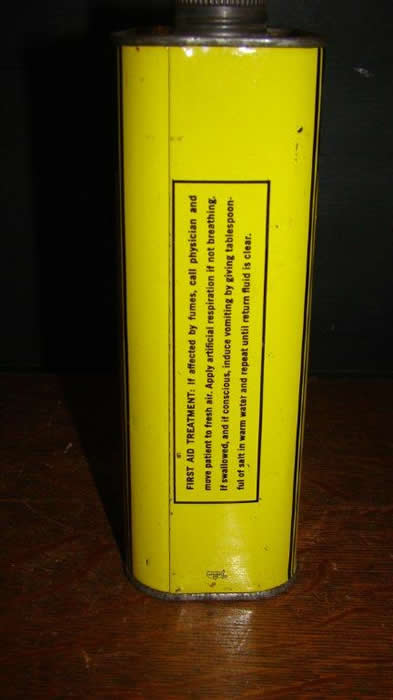 FIRST AID TREATMENT: If affected by fumes, call physician and
move patient to fresh air. Apply artificial respiration if not breathing.
If swallowed, and if conscious, induce vomiting by giving tablespoon-
ful of salt in warm water and repeat until return fluid is clear.